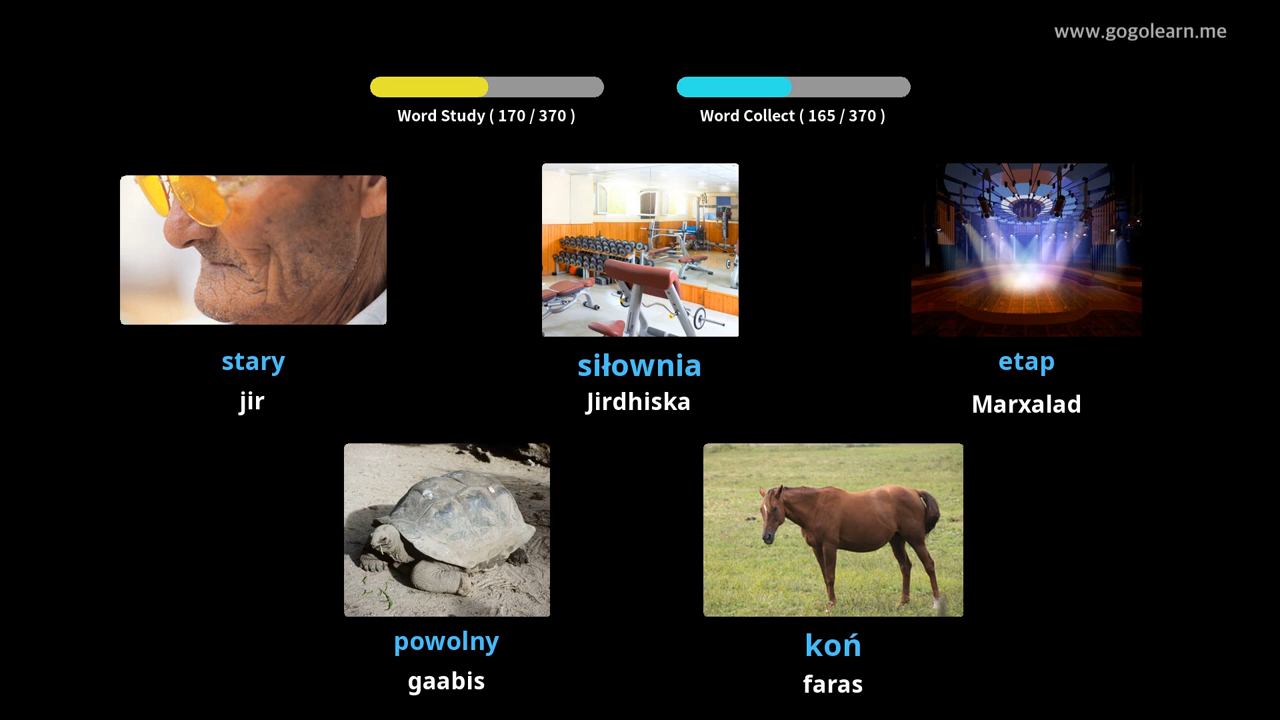 www.gogolearn.me
Word Study ( 170 / 370 )
Word Collect ( 165 / 370 )
stary
jir
siłownia
Jirdhiska
etap
Marxalad
powolny
gaabis
koń
faras